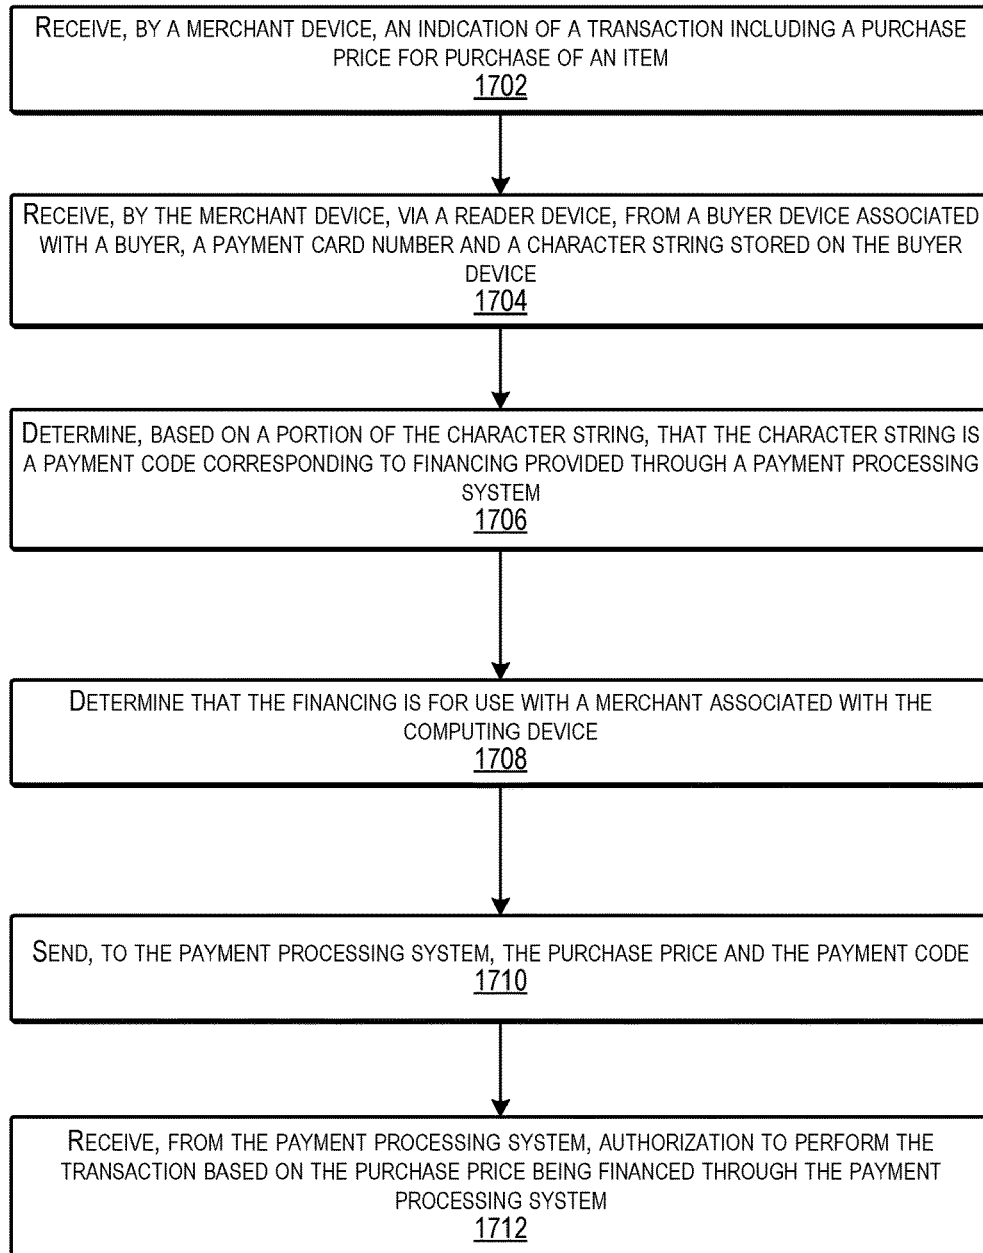 RECEIVE, BY A MERCHANT DEVICE, AN INDICATION OF A TRANSACTION INCLUDING A PURCHASE
PRICE FOR PURCHASE OF AN ITEM
1702
RECEIVE, BY THE MERCHANT DEVICE, VIA A READER DEVICE, FROM A BUYER DEVICE ASSOCIATED
WITH A BUYER, A PAYMENT CARD NUMBER AND A CHARACTER STRING STORED ON THE BUYER
DEVICE
1704
DETERMINE, BASED ON A PORTION OF THE CHARACTER STRING, THAT THE CHARACTER STRING IS
A PAYMENT CODE CORRESPONDING TO FINANCING PROVIDED THROUGH A PAYMENT PROCESSING
SYSTEM
1706
DETERMINE THAT THE FINANCING IS FOR USE WITH A MERCHANT ASSOCIATED WITH THE
COMPUTING DEVICE
1708
SEND, TO THE PAYMENT PROCESSING SYSTEM, THE PURCHASE PRICE AND THE PAYMENT CODE
1710
RECEIVE, FROM THE PAYMENT PROCESSING SYSTEM, AUTHORIZATION TO PERFORM THE
TRANSACTION BASED ON THE PURCHASE PRICE BEING FINANCED THROUGH THE PAYMENT
PROCESSING SYSTEM
1712